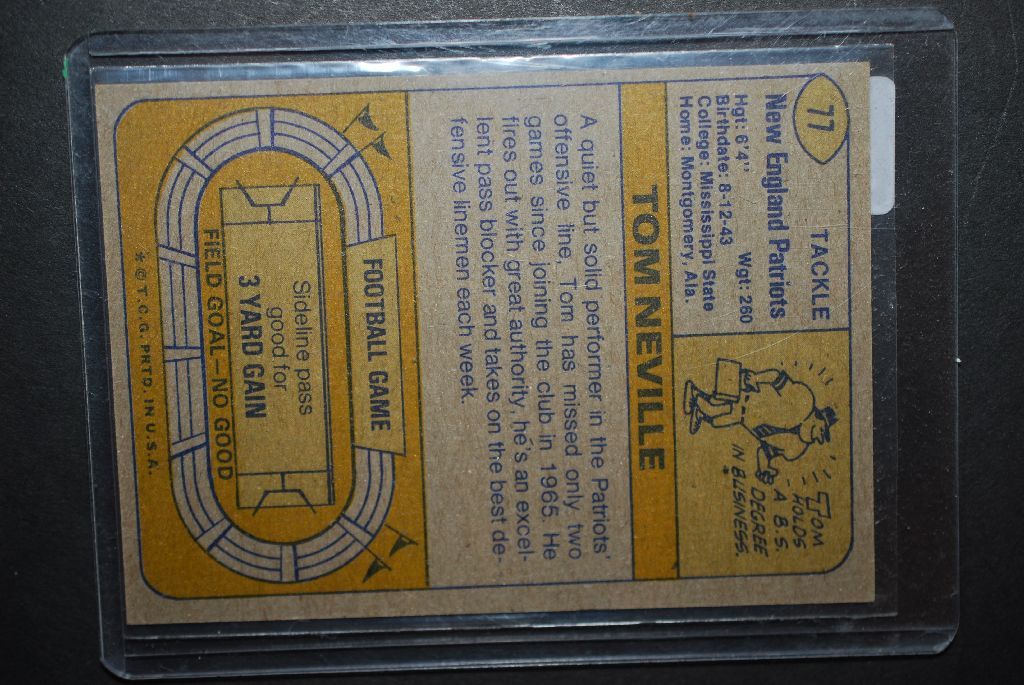 77
TACKLE
New England Patriots
Hgt: 6'4" Wgt: 260
Birthdate: 8-12-43
College: Mississippi State
Home: Montgomery, Ala.
TOM
HOLDS
A B.S.
DEGREE
IN BUSINESS.
TOM NEVILLE
A quiet but solid performer in the Patriots'
offensive line, Tom has missed only two
games since joining the club in 1965. He
fires out with great authority, he's an excel-
lent pass blocker and takes on the best de-
fensive linemen each week.
FOOTBALL GAME
Sideline pass
good for
3 YARD GAIN
FIELD GOAL—NO GOOD
* © T.C.G. PRTD. IN U.S.A.